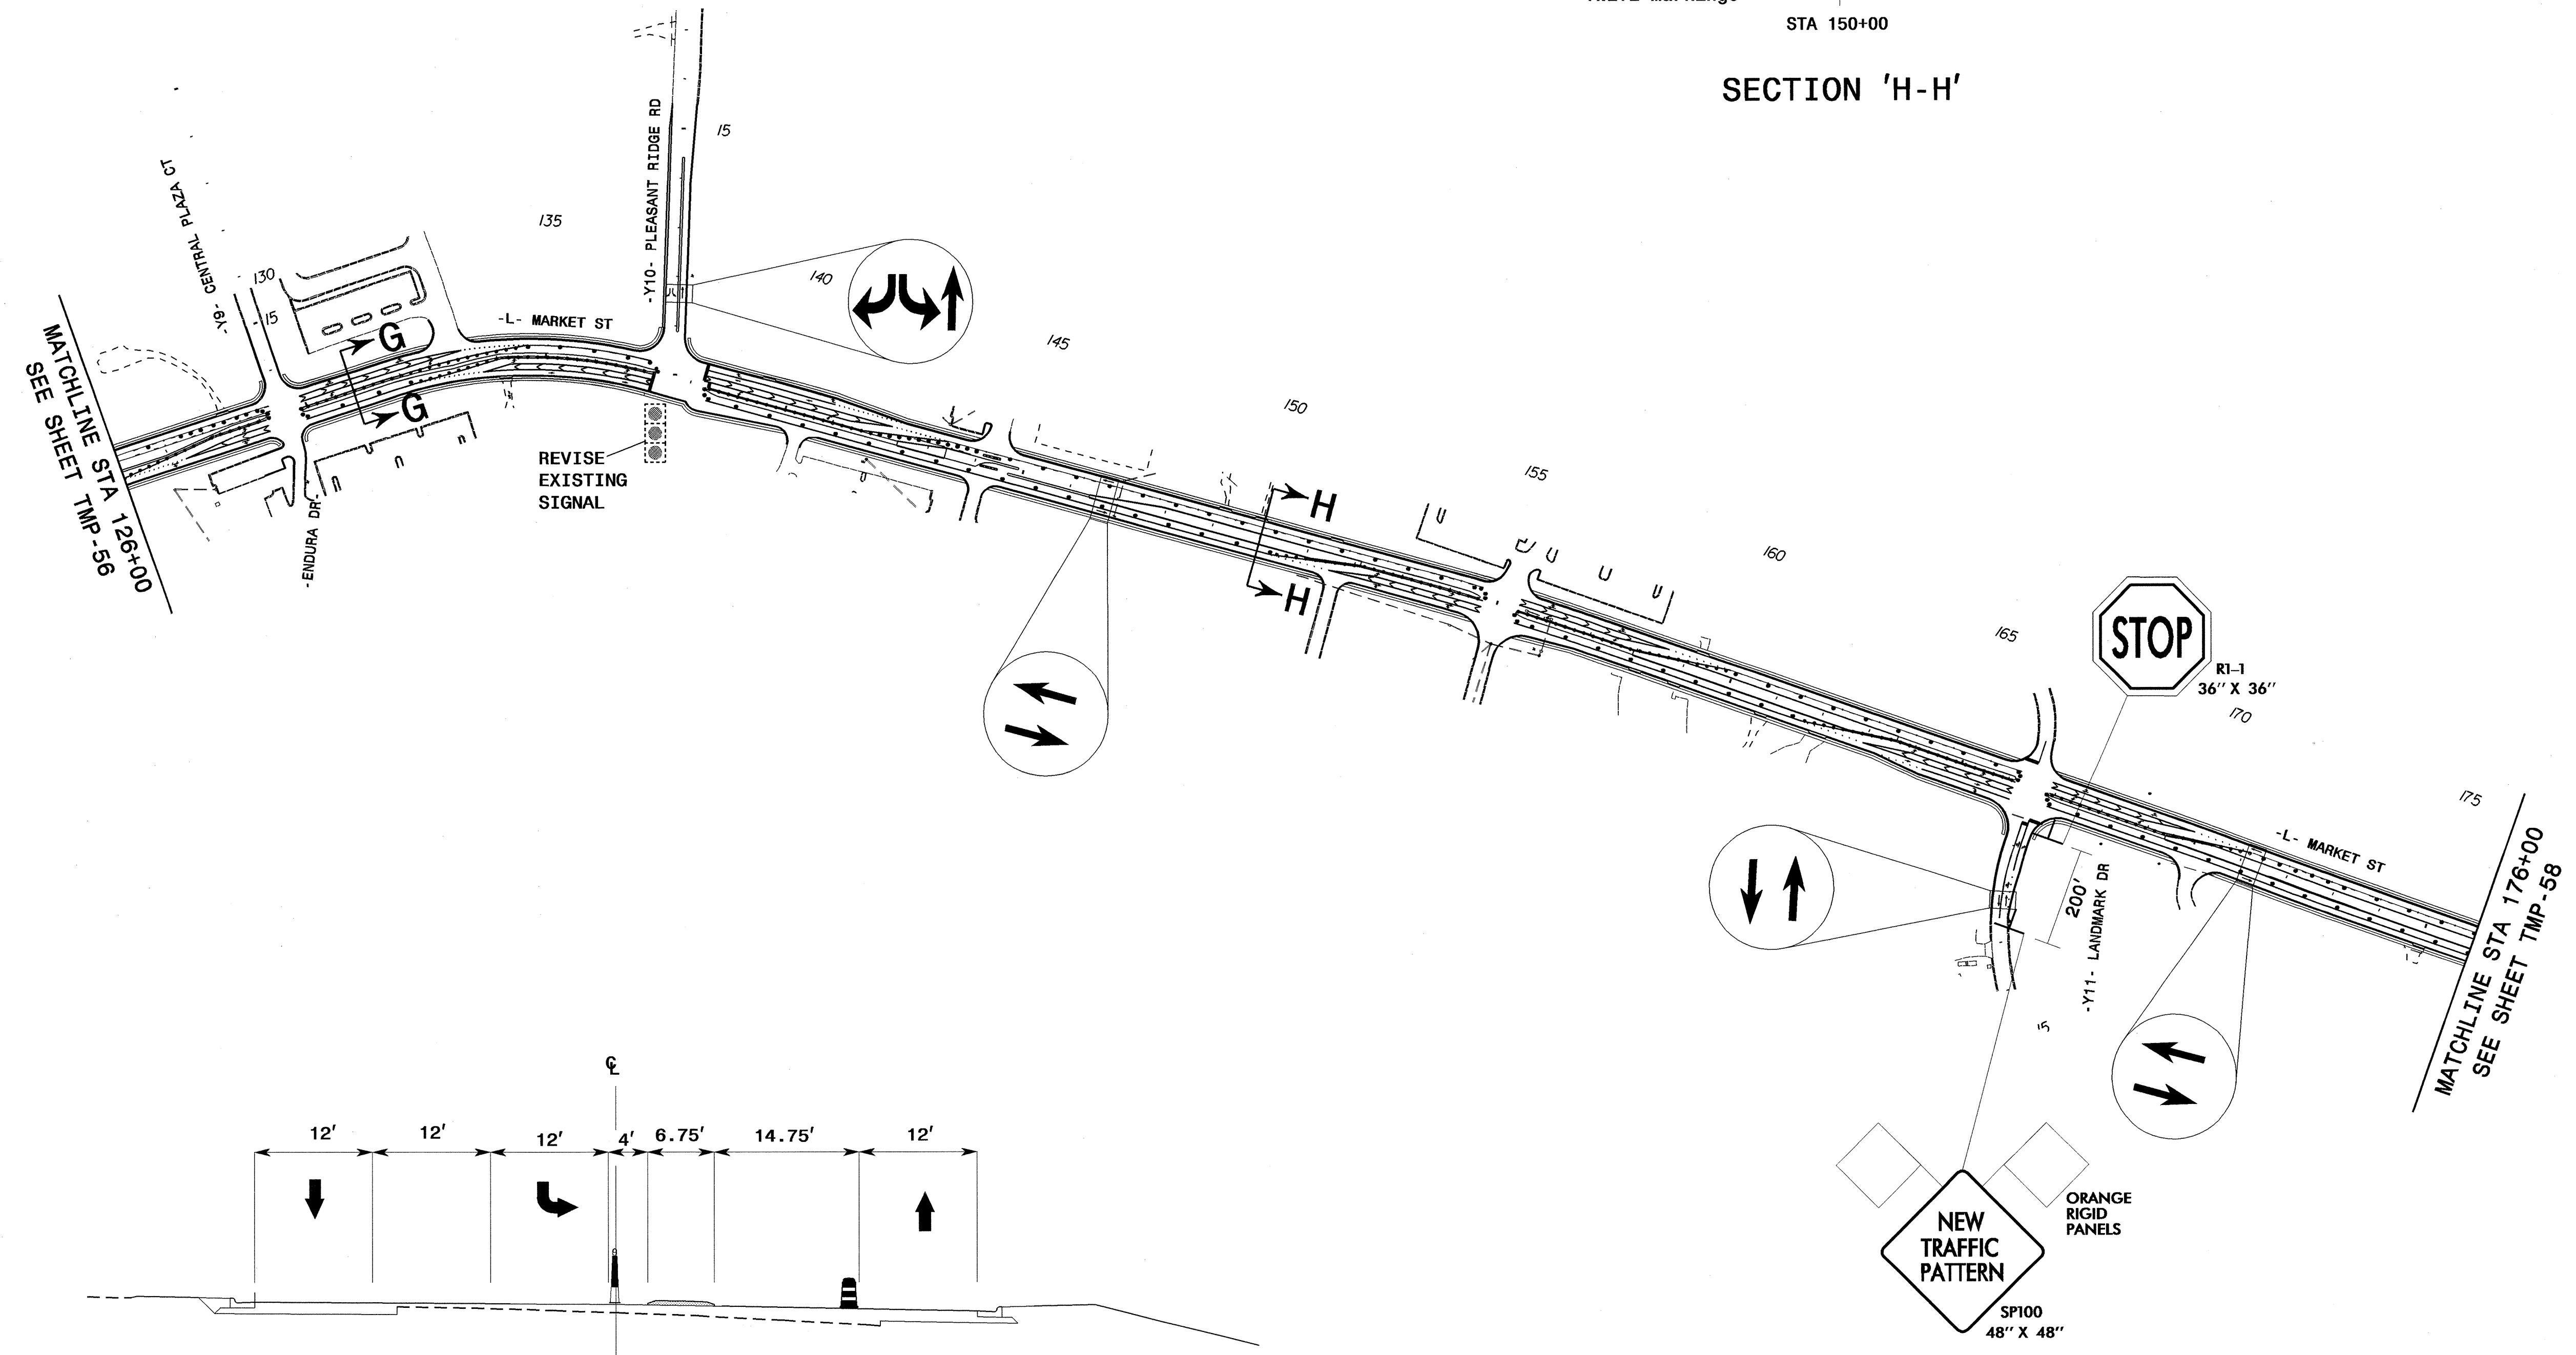 STA 150+00
SECTION 'H-H'
-Y9- CENTRAL PLAZA CT
130
15
135
-Y10- PLEASANT RIDGE RD
15
140
145
150
155
160
165
170
175
-L- MARKET ST
G
G
MATCHLINE STA 126+00
SEE SHEET TMP-56
-ENDURA DR-
REVISE
EXISTING
SIGNAL
H
H
STOP
R1-1
36" X 36"
-L- MARKET ST
200'
-Y11- LANDMARK DR
15
MATCHLINE STA 176+00
SEE SHEET TMP-58
CL
12'
12'
12'
4'
6.75'
14.75'
12'
NEW
TRAFFIC
PATTERN
ORANGE
RIGID
PANELS
SP100
48" X 48"